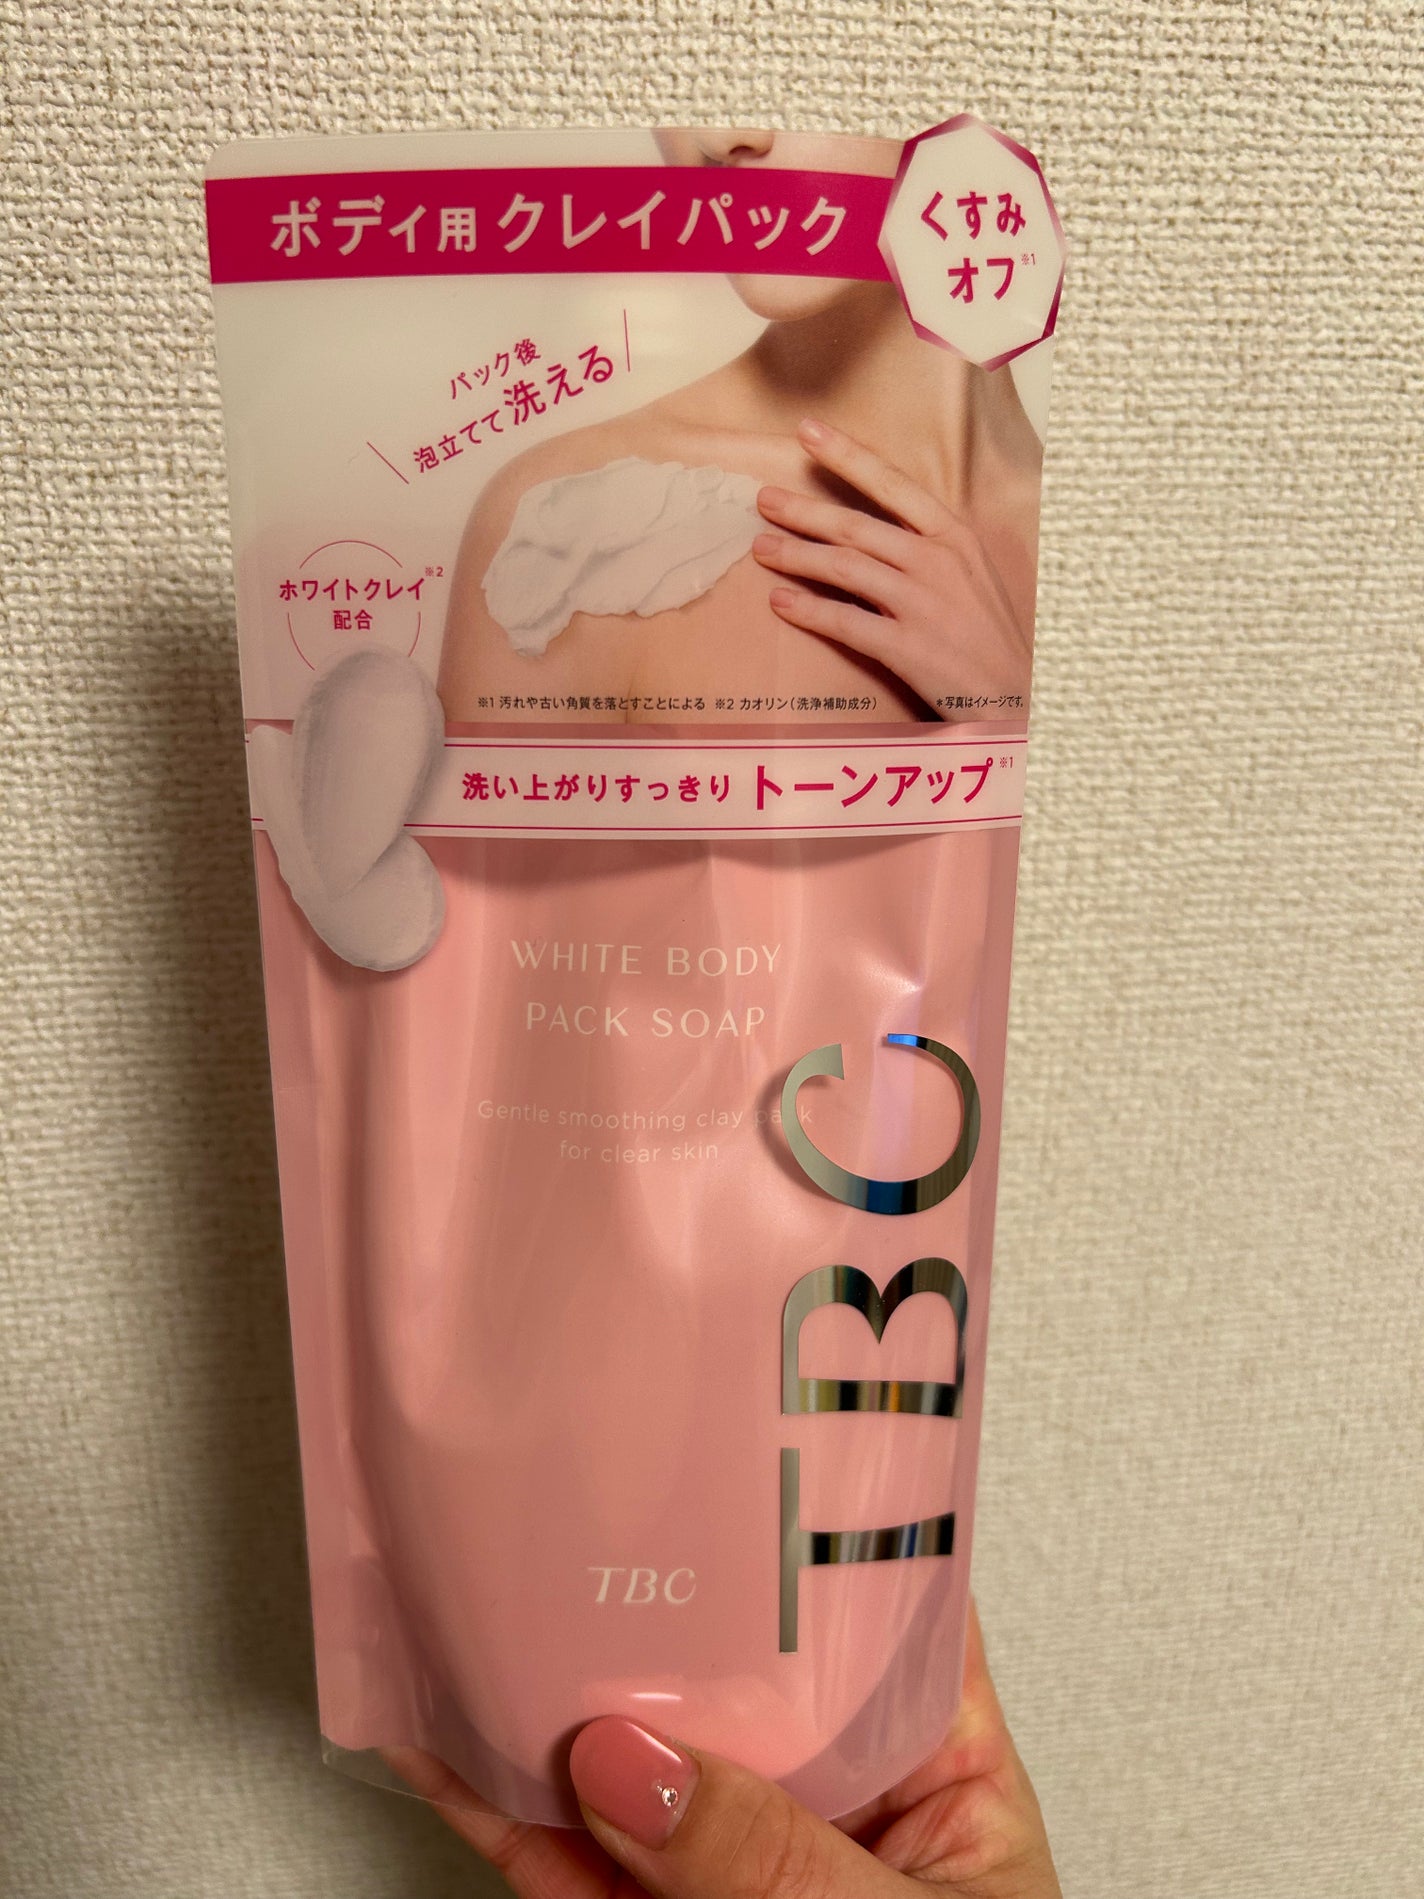 ボディ用 クレイパック
くすみ
オフ※1
パック後
泡立てて洗える
ホワイトクレイ※2
配合
※1 汚れや古い角質を落とすことによる ※2 カオリン(洗浄補助成分)
*写真はイメージです。
洗い上がりすっきり トーンアップ※1
WHITE BODY
PACK SOAP
Gentle smoothing clay pack
for clear skin
TBC
TBC